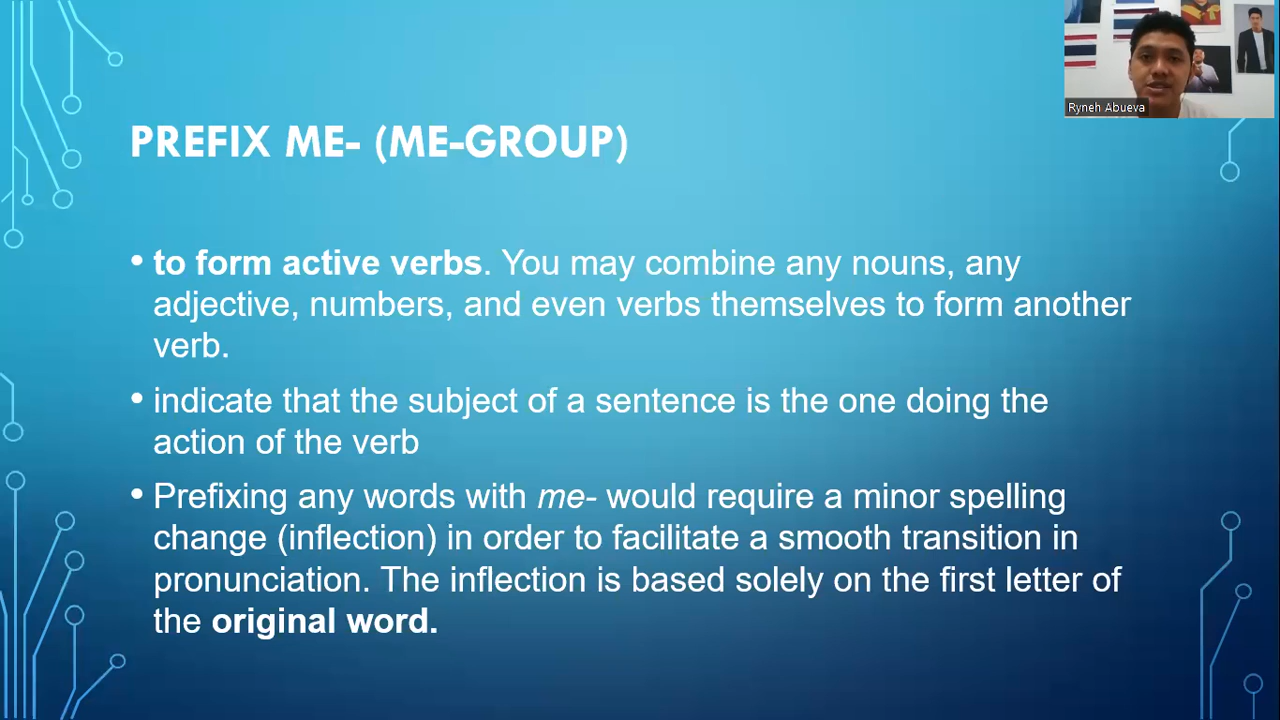 Ryneh Abueva
PREFIX ME- (ME-GROUP)
• to form active verbs. You may combine any nouns, any
adjective, numbers, and even verbs themselves to form another
verb.
• indicate that the subject of a sentence is the one doing the
action of the verb
• Prefixing any words with me- would require a minor spelling
change (inflection) in order to facilitate a smooth transition in
pronunciation. The inflection is based solely on the first letter of
the original word.